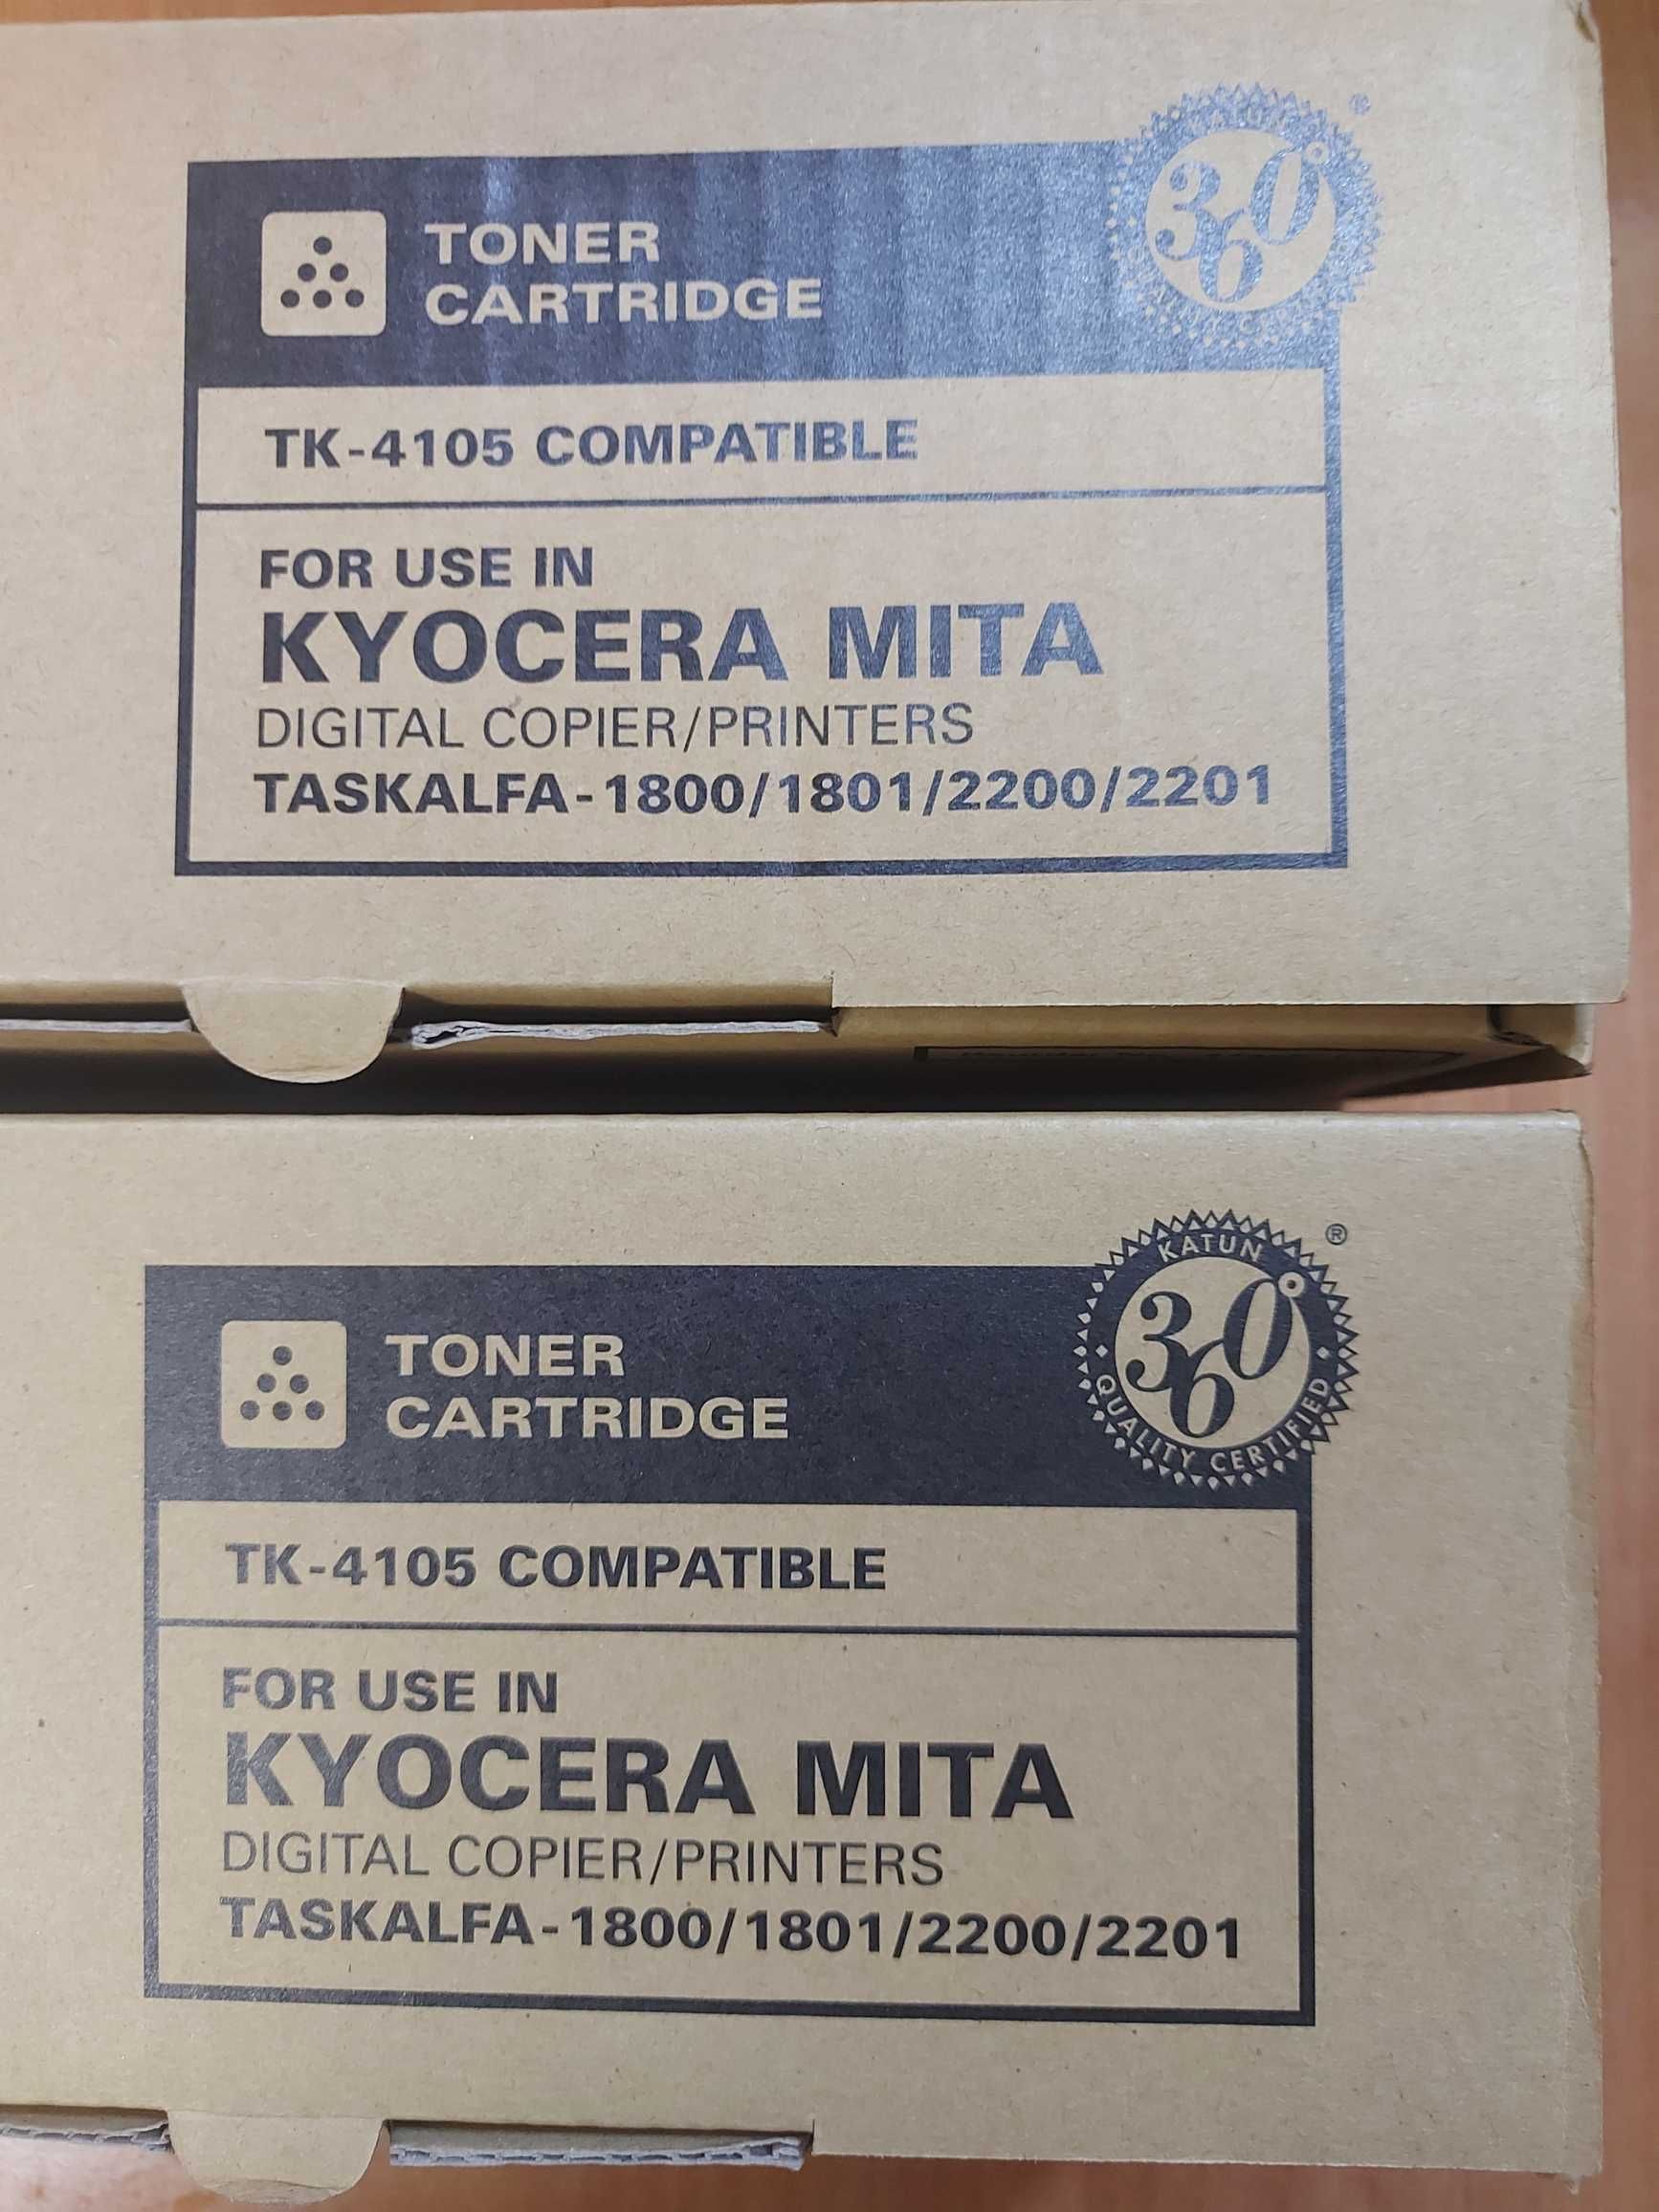 TONER
CARTRIDGE
360°
®
TK-4105 COMPATIBLE
FOR USE IN
KYOCERA MITA
DIGITAL COPIER/PRINTERS
TASKALFA-1800/1801/2200/2201
KATUN
360°
QUALITY CERTIFIED
®
TONER
CARTRIDGE
TK-4105 COMPATIBLE
FOR USE IN
KYOCERA MITA
DIGITAL COPIER/PRINTERS
TASKALFA-1800/1801/2200/2201